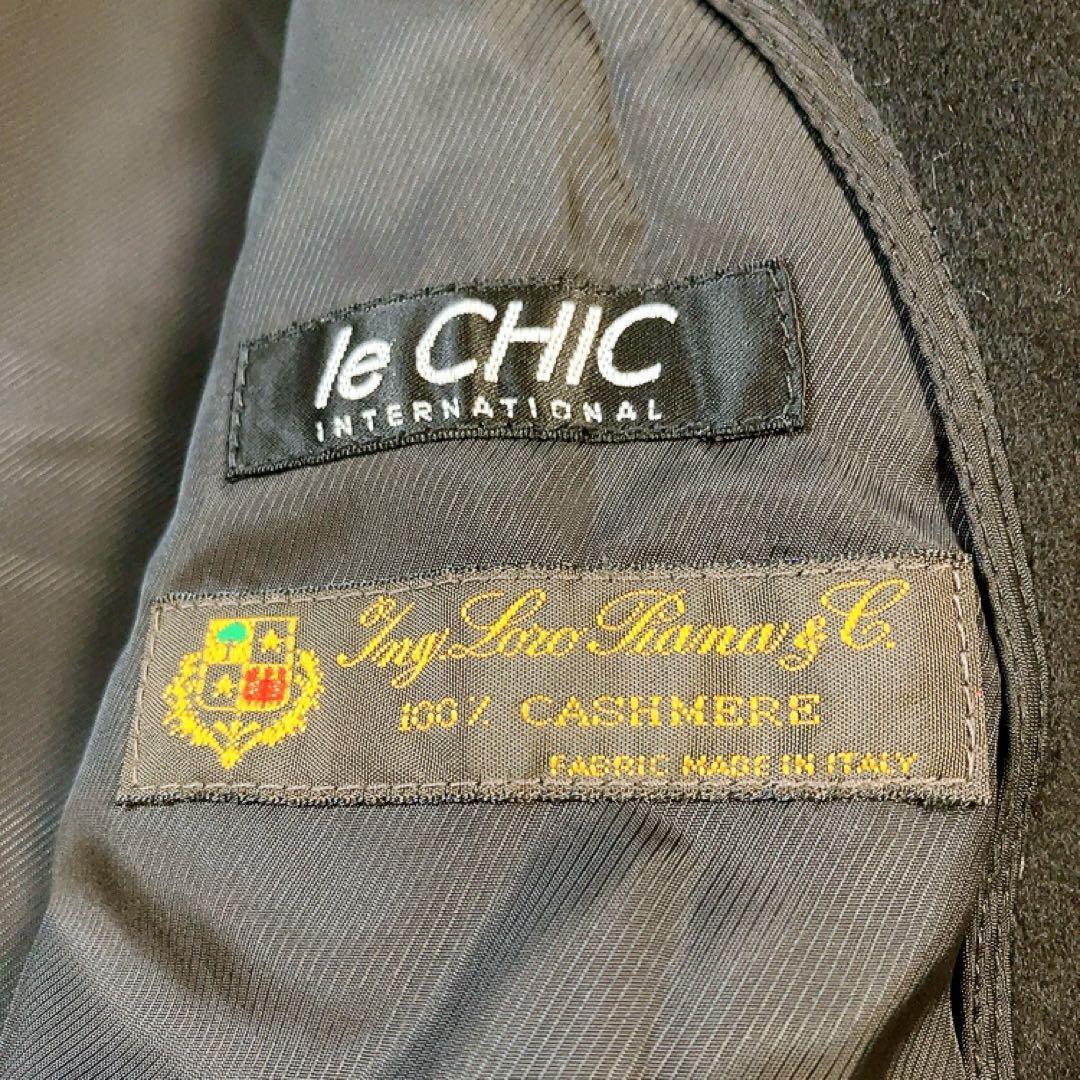 le CHIC
INTERNATIONAL
Ing. Loro Piana & C.
100% CASHMERE
FABRIC MADE IN ITALY